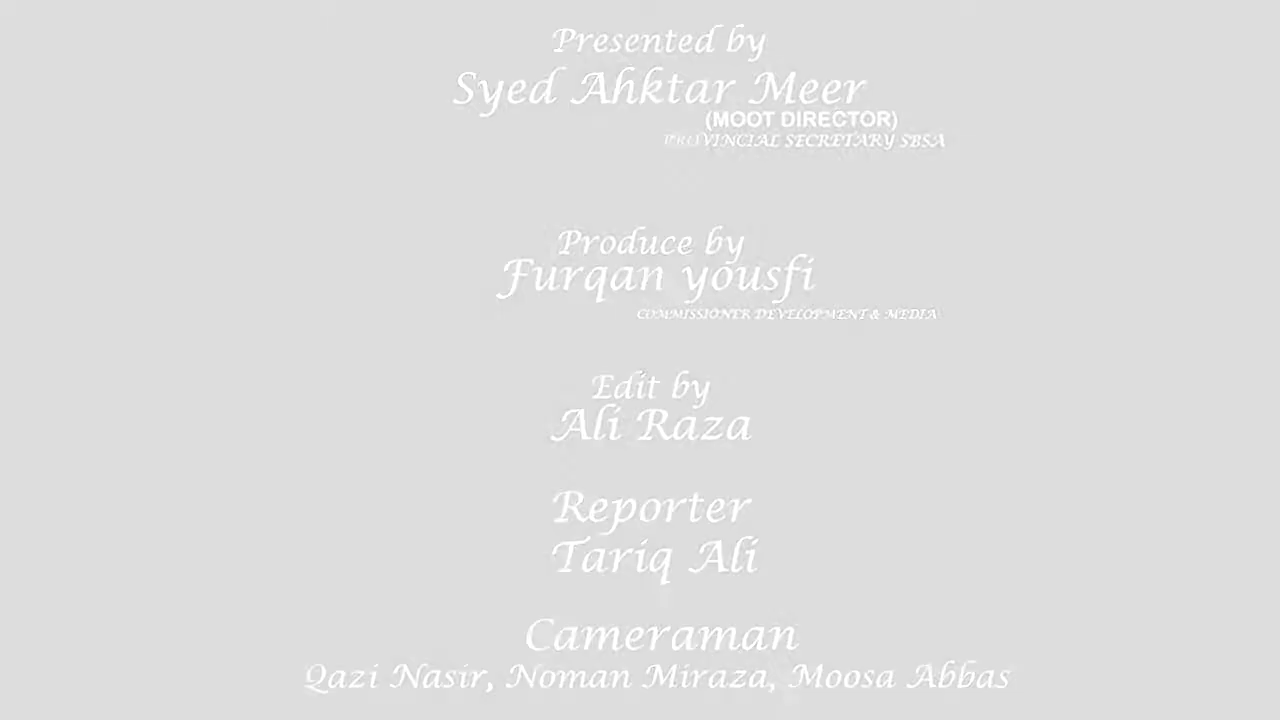 Presented by
Syed Ahktar Meer
(MOOT DIRECTOR)
PROVINCIAL SECRETARY SBSA
Produce by
Furqan yousfi
COMMISSIONER DEVELOPMENT & MEDIA
Edit by
Ali Raza
Reporter
Tariq Ali
Cameraman
Qazi Nasir, Noman Miraza, Moosa Abbas